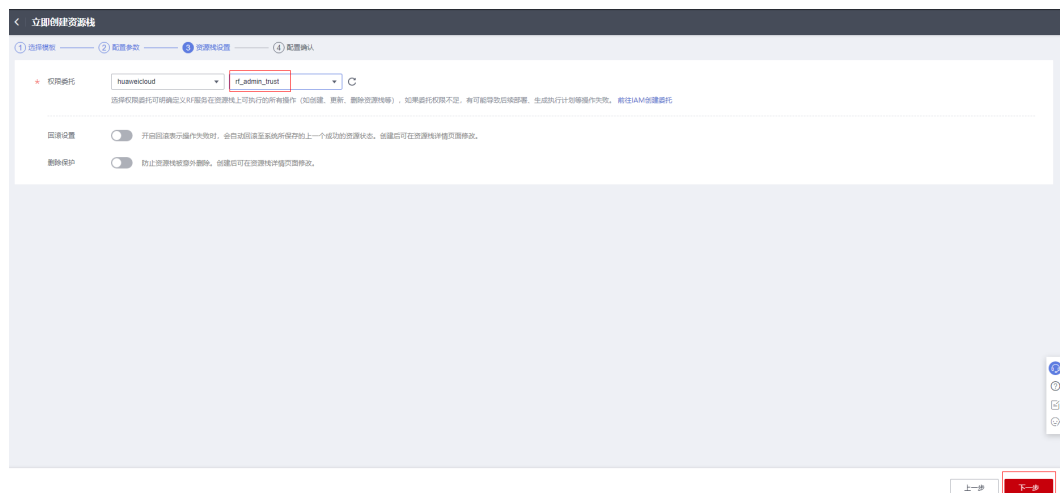 立即创建资源栈
1 选择模板 2 配置参数 3 资源栈设置 4 配置确认
* 权限委托 huaweicloud rf_admin_trust
选择权限委托可明确定义RF服务在资源栈上可执行的所有操作（如创建、更新、删除资源栈等），如果委托权限不足，有可能导致后续部署、生成执行计划等操作失败。 前往IAM创建委托
回滚设置 开启回滚表示操作失败时，会自动回滚至系统所保存的上一个成功的资源状态。创建后可在资源栈详情页面修改。
删除保护 防止资源栈被意外删除。创建后可在资源栈详情页面修改。
上一步 下一步